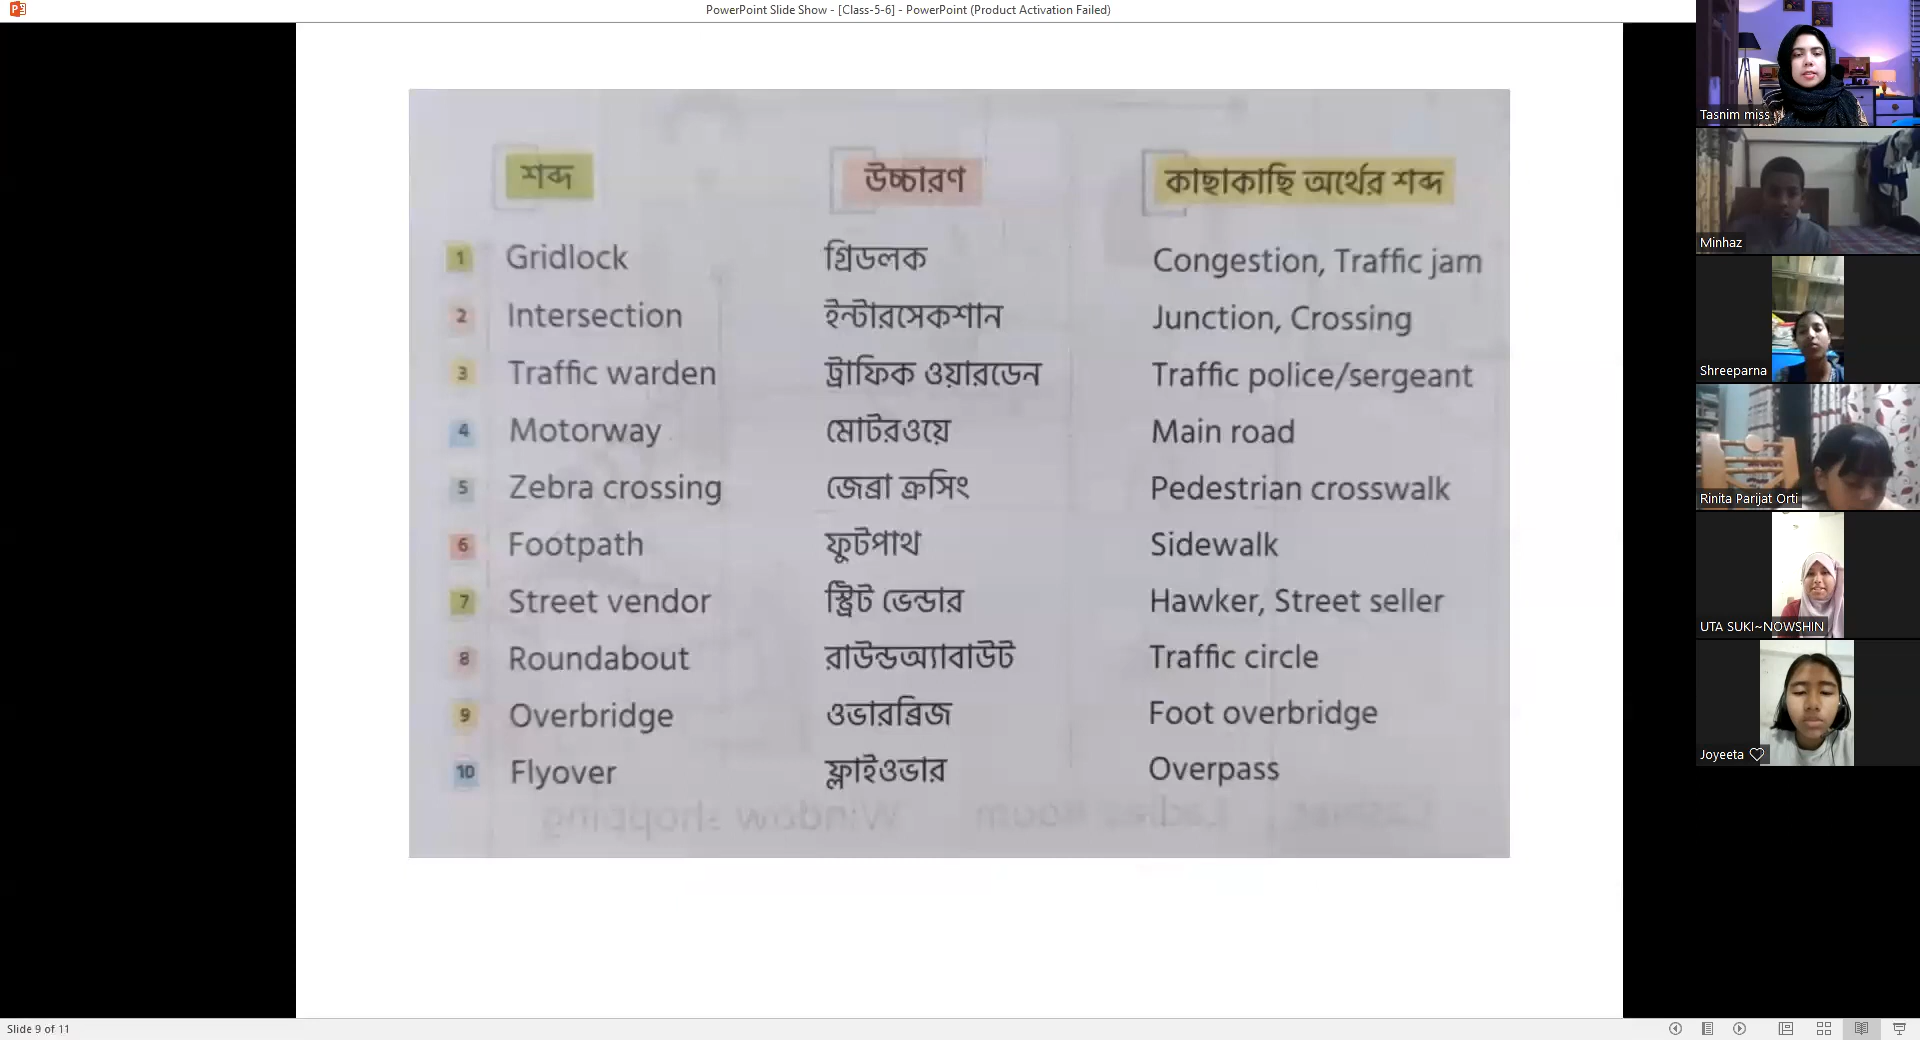 PowerPoint Slide Show - [Class-5-6] - PowerPoint (Product Activation Failed)
শব্দ উচ্চারণ কাছাকাছি অর্থের শব্দ
1 Gridlock গ্রিডলক Congestion, Traffic jam
2 Intersection ইন্টারসেকশান Junction, Crossing
3 Traffic warden ট্রাফিক ওয়ারডেন Traffic police/sergeant
4 Motorway মোটরওয়ে Main road
5 Zebra crossing জেব্রা ক্রসিং Pedestrian crosswalk
6 Footpath ফুটপাথ Sidewalk
7 Street vendor স্ট্রিট ভেন্ডার Hawker, Street seller
8 Roundabout রাউন্ডঅ্যাবাউট Traffic circle
9 Overbridge ওভারব্রিজ Foot overbridge
10 Flyover ফ্লাইওভার Overpass
Window shopping
Tasnim miss
Minhaz
Shreeparna
Rinita Parijat Orti
UTA SUKI~NOWSHIN
Joyeeta ♡
Slide 9 of 11